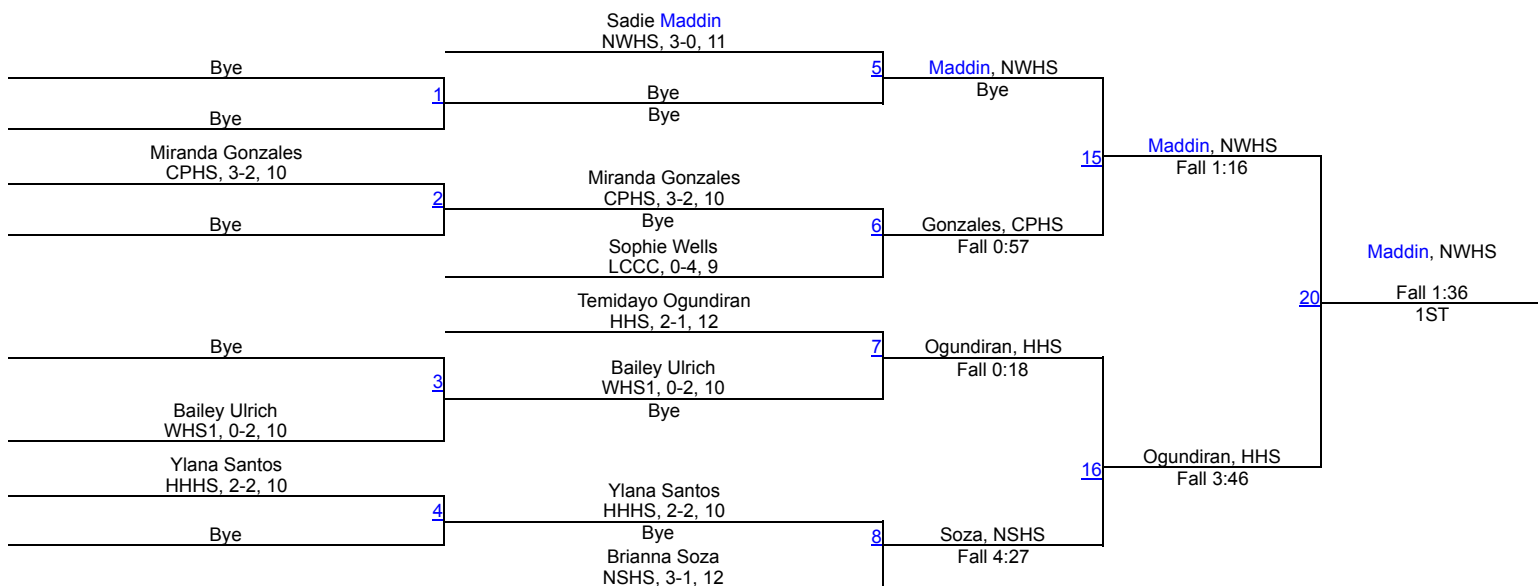 Sadie Maddin
NWHS, 3-0, 11
Bye
5
Maddin, NWHS
1
Bye
Bye
Bye
Bye
Miranda Gonzales
CPHS, 3-2, 10
15
Maddin, NWHS
Fall 1:16
Miranda Gonzales
CPHS, 3-2, 10
2
Bye
Bye
6
Gonzales, CPHS
Fall 0:57
Sophie Wells
LCCC, 0-4, 9
Maddin, NWHS
Temidayo Ogundiran
HHS, 2-1, 12
20
Fall 1:36
1ST
Bye
7
Ogundiran, HHS
Fall 0:18
3
Bailey Ulrich
WHS1, 0-2, 10
Bye
Bailey Ulrich
WHS1, 0-2, 10
Ylana Santos
HHHS, 2-2, 10
16
Ogundiran, HHS
Fall 3:46
Ylana Santos
HHHS, 2-2, 10
4
Bye
Bye
8
Soza, NSHS
Fall 4:27
Brianna Soza
NSHS, 3-1, 12